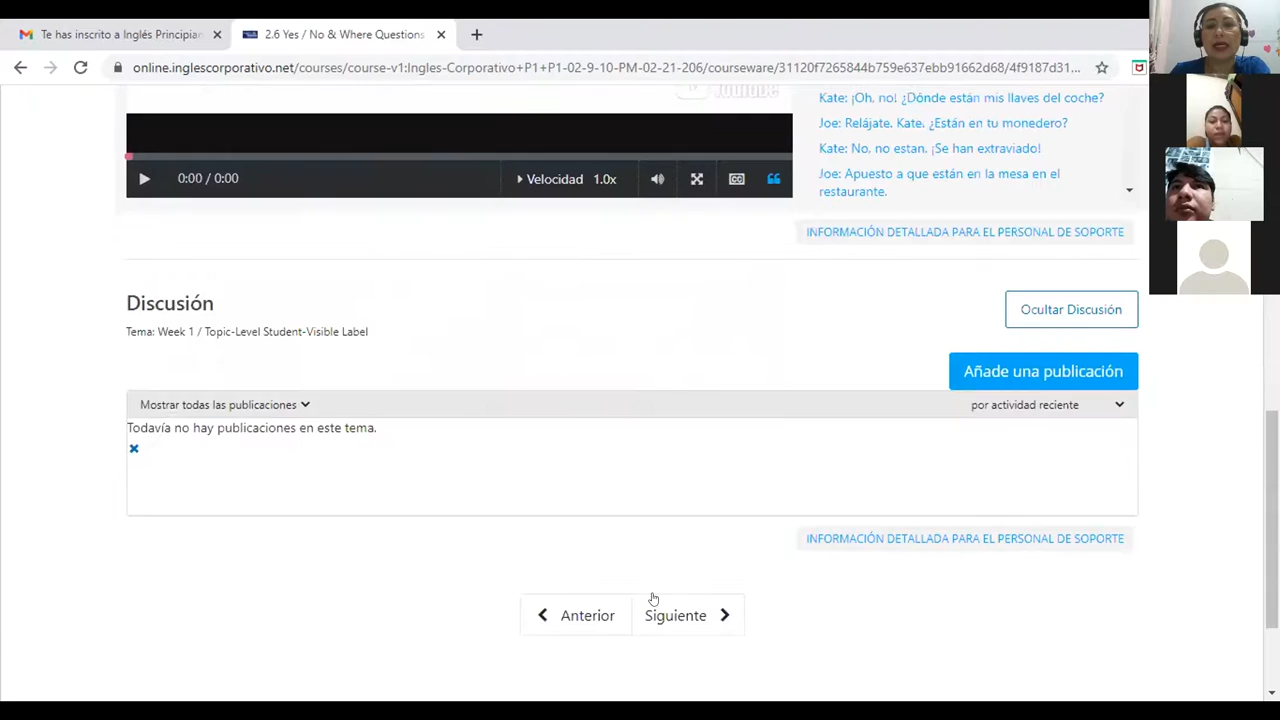 Te has inscrito a Inglés Principian
2.6 Yes / No & Where Questions
online.inglescorporativo.net/courses/course-v1:Ingles-Corporativo+P1+P1-02-9-10-PM-02-21-206/courseware/31120f7265844b759e637ebb91662d68/4f9187d31...
YouTube
Kate: ¡Oh, no! ¿Dónde están mis llaves del coche?
Joe: Relájate. Kate. ¿Están en tu monedero?
Kate: No, no estan. ¡Se han extraviado!
Joe: Apuesto a que están en la mesa en el
restaurante.
0:00 / 0:00
Velocidad 1.0x
INFORMACIÓN DETALLADA PARA EL PERSONAL DE SOPORTE
Discusión
Ocultar Discusión
Tema: Week 1 / Topic-Level Student-Visible Label
Añade una publicación
Mostrar todas las publicaciones
por actividad reciente
Todavía no hay publicaciones en este tema.
INFORMACIÓN DETALLADA PARA EL PERSONAL DE SOPORTE
Anterior
Siguiente